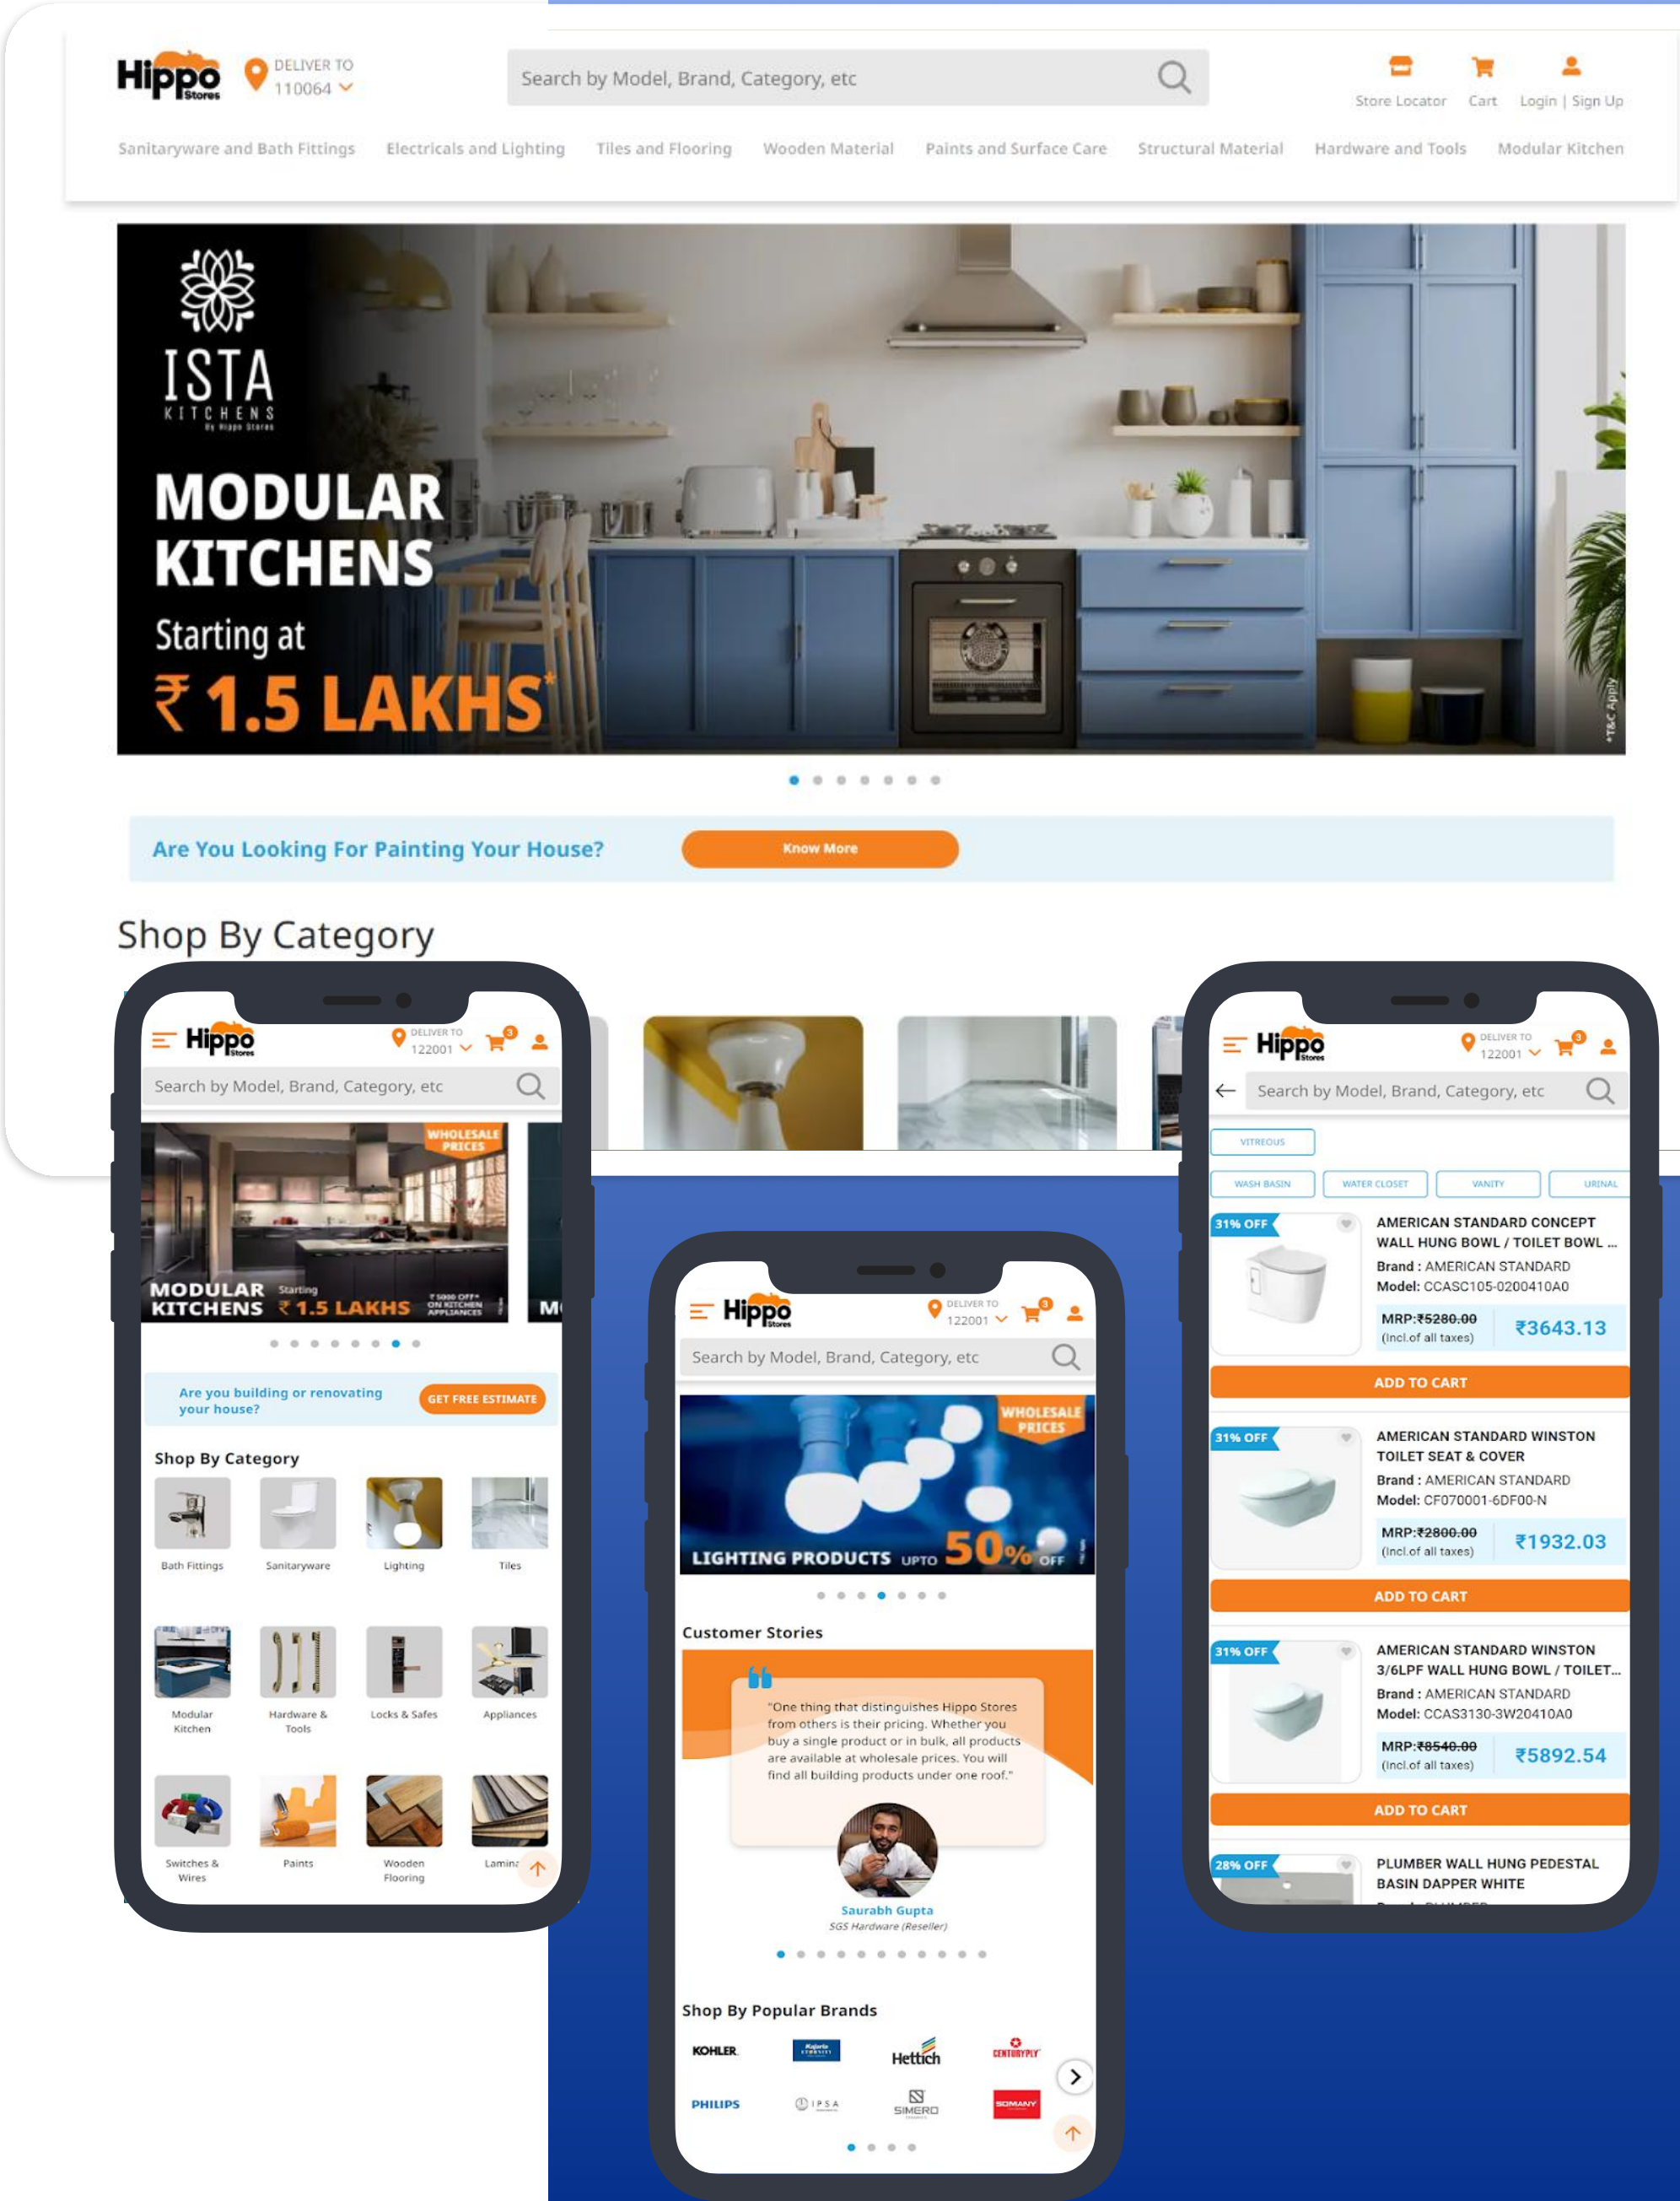 Hippo
Stores
DELIVER TO
110064
Search by Model, Brand, Category, etc
Store Locator
Cart
Login | Sign Up
Sanitaryware and Bath Fittings
Electricals and Lighting
Tiles and Flooring
Wooden Material
Paints and Surface Care
Structural Material
Hardware and Tools
Modular Kitchen
ISTA
KITCHENS
By Hippo Stores
MODULAR
KITCHENS
Starting at
₹ 1.5 LAKHS*
*T&C Apply
Are You Looking For Painting Your House?
Know More
Shop By Category
Hippo
Stores
DELIVER TO
122001
3
Search by Model, Brand, Category, etc
WHOLESALE
PRICES
MODULAR
KITCHENS
Starting
₹ 1.5 LAKHS
₹ 5000 OFF*
ON KITCHEN
APPLIANCES
Are you building or renovating
your house?
GET FREE ESTIMATE
Shop By Category
Bath Fittings
Sanitaryware
Lighting
Tiles
Modular
Kitchen
Hardware &
Tools
Locks & Safes
Appliances
Switches &
Wires
Paints
Wooden
Flooring
Lamina
Hippo
Stores
DELIVER TO
122001
3
Search by Model, Brand, Category, etc
WHOLESALE
PRICES
LIGHTING PRODUCTS UPTO 50% OFF
Customer Stories
"One thing that distinguishes Hippo Stores
from others is their pricing. Whether you
buy a single product or in bulk, all products
are available at wholesale prices. You will
find all building products under one roof."
Saurabh Gupta
SGS Hardware (Reseller)
Shop By Popular Brands
KOHLER
Kajaria
ETERNITY
Hettich
CENTURYPLY
PHILIPS
IPSA
SIMERO
SOMANY
Hippo
Stores
DELIVER TO
122001
3
Search by Model, Brand, Category, etc
VITREOUS
WASH BASIN
WATER CLOSET
VANITY
URINAL
31% OFF
AMERICAN STANDARD CONCEPT
WALL HUNG BOWL / TOILET BOWL ...
Brand : AMERICAN STANDARD
Model: CCASC105-0200410A0
MRP:₹5280.00
(Incl.of all taxes)
₹3643.13
ADD TO CART
31% OFF
AMERICAN STANDARD WINSTON
TOILET SEAT & COVER
Brand : AMERICAN STANDARD
Model: CF070001-6DF00-N
MRP:₹2800.00
(Incl.of all taxes)
₹1932.03
ADD TO CART
31% OFF
AMERICAN STANDARD WINSTON
3/6LPF WALL HUNG BOWL / TOILET...
Brand : AMERICAN STANDARD
Model: CCAS3130-3W20410A0
MRP:₹8540.00
(Incl.of all taxes)
₹5892.54
ADD TO CART
28% OFF
PLUMBER WALL HUNG PEDESTAL
BASIN DAPPER WHITE